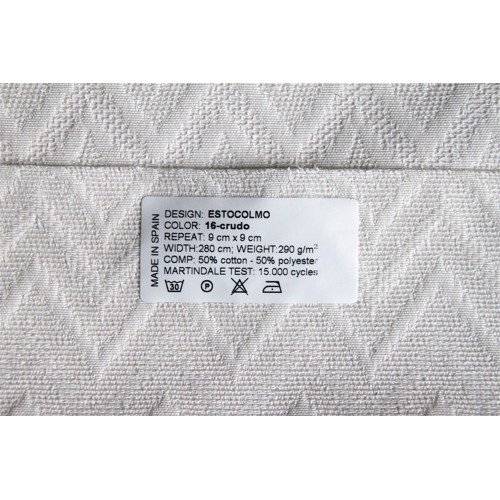 MADE IN SPAIN
DESIGN: ESTOCOLMO
COLOR: 16-crudo
REPEAT: 9 cm x 9 cm
WIDTH:280 cm; WEIGHT:290 g/m²
COMP: 50% cotton - 50% polyester
MARTINDALE TEST: 15.000 cycles
30 P